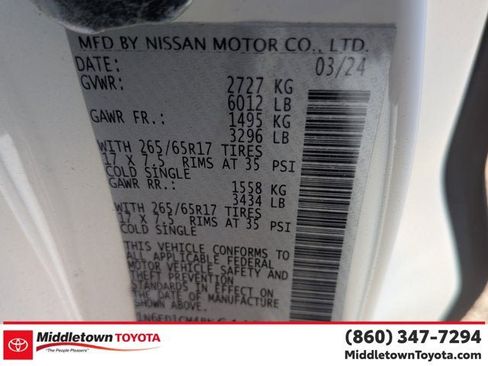 MFD BY NISSAN MOTOR CO., LTD.
DATE: 03/24
GVWR: 2727 KG
6012 LB
GAWR FR.: 1495 KG
3296 LB
WITH 265/65R17 TIRES
17 X 7.5 RIMS AT 35 PSI
COLD SINGLE
GAWR RR.: 1558 KG
3434 LB
WITH 265/65R17 TIRES
17 X 7.5 RIMS AT 35 PSI
COLD SINGLE
THIS VEHICLE CONFORMS TO
ALL APPLICABLE FEDERAL
MOTOR VEHICLE SAFETY AND
THEFT PREVENTION
STANDARDS IN EFFECT ON
THE DATE OF MANUFACTURE
SHOWN ABOVE.
Middletown TOYOTA
"The People Pleasers"
(860) 347-7294
MiddletownToyota.com